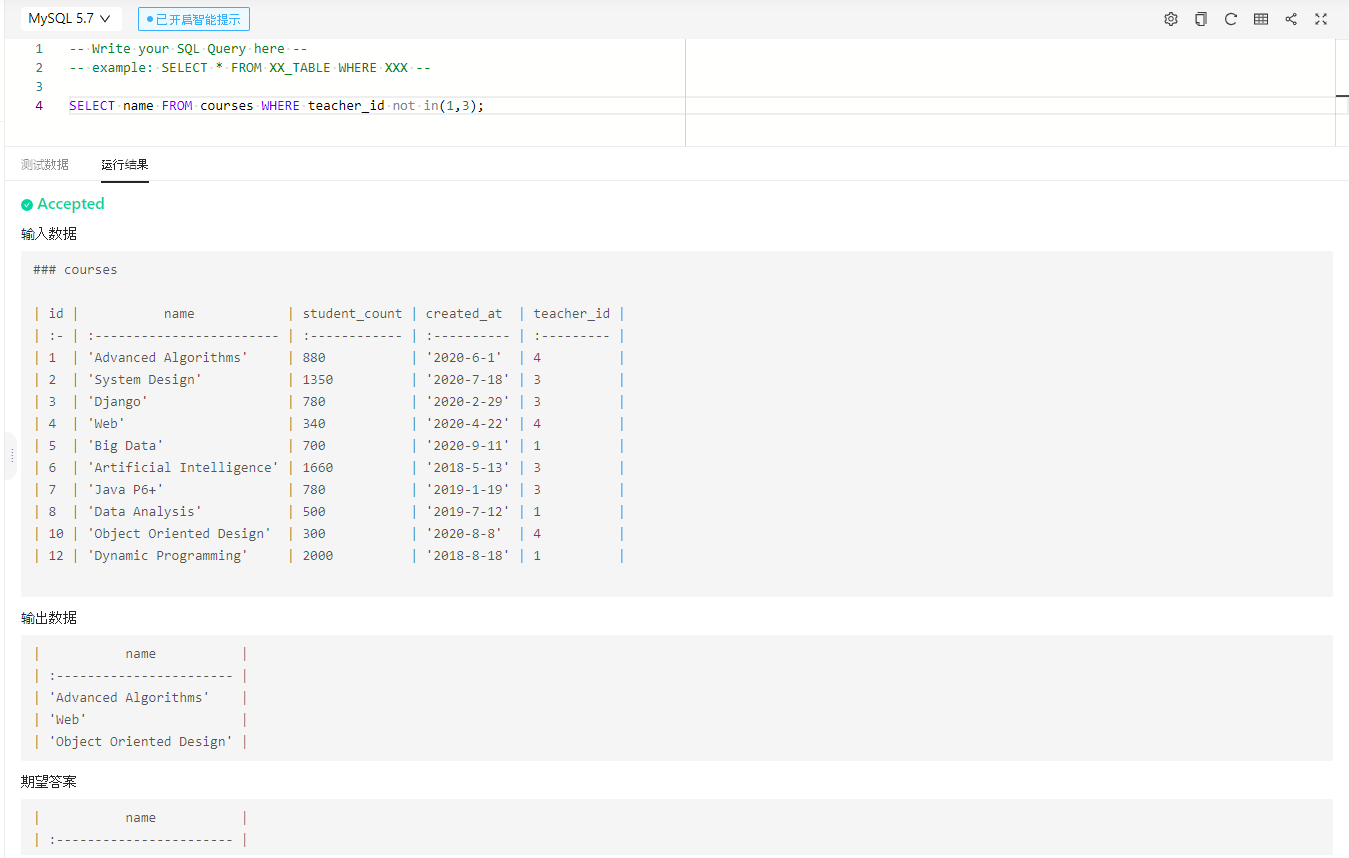 MySQL 5.7
已开启智能提示
1 -- Write your SQL Query here --
2 -- example: SELECT * FROM XX_TABLE WHERE XXX --
3
4 SELECT name FROM courses WHERE teacher_id not in(1,3);
测试数据 运行结果
Accepted
输入数据
### courses
| id | name | student_count | created_at | teacher_id |
| :- | :------------------------ | :------------ | :---------- | :--------- |
| 1 | 'Advanced Algorithms' | 880 | '2020-6-1' | 4 |
| 2 | 'System Design' | 1350 | '2020-7-18' | 3 |
| 3 | 'Django' | 780 | '2020-2-29' | 3 |
| 4 | 'Web' | 340 | '2020-4-22' | 4 |
| 5 | 'Big Data' | 700 | '2020-9-11' | 1 |
| 6 | 'Artificial Intelligence' | 1660 | '2018-5-13' | 3 |
| 7 | 'Java P6+' | 780 | '2019-1-19' | 3 |
| 8 | 'Data Analysis' | 500 | '2019-7-12' | 1 |
| 10 | 'Object Oriented Design' | 300 | '2020-8-8' | 4 |
| 12 | 'Dynamic Programming' | 2000 | '2018-8-18' | 1 |
输出数据
| name |
| :----------------------- |
| 'Advanced Algorithms' |
| 'Web' |
| 'Object Oriented Design' |
期望答案
| name |
| :----------------------- |